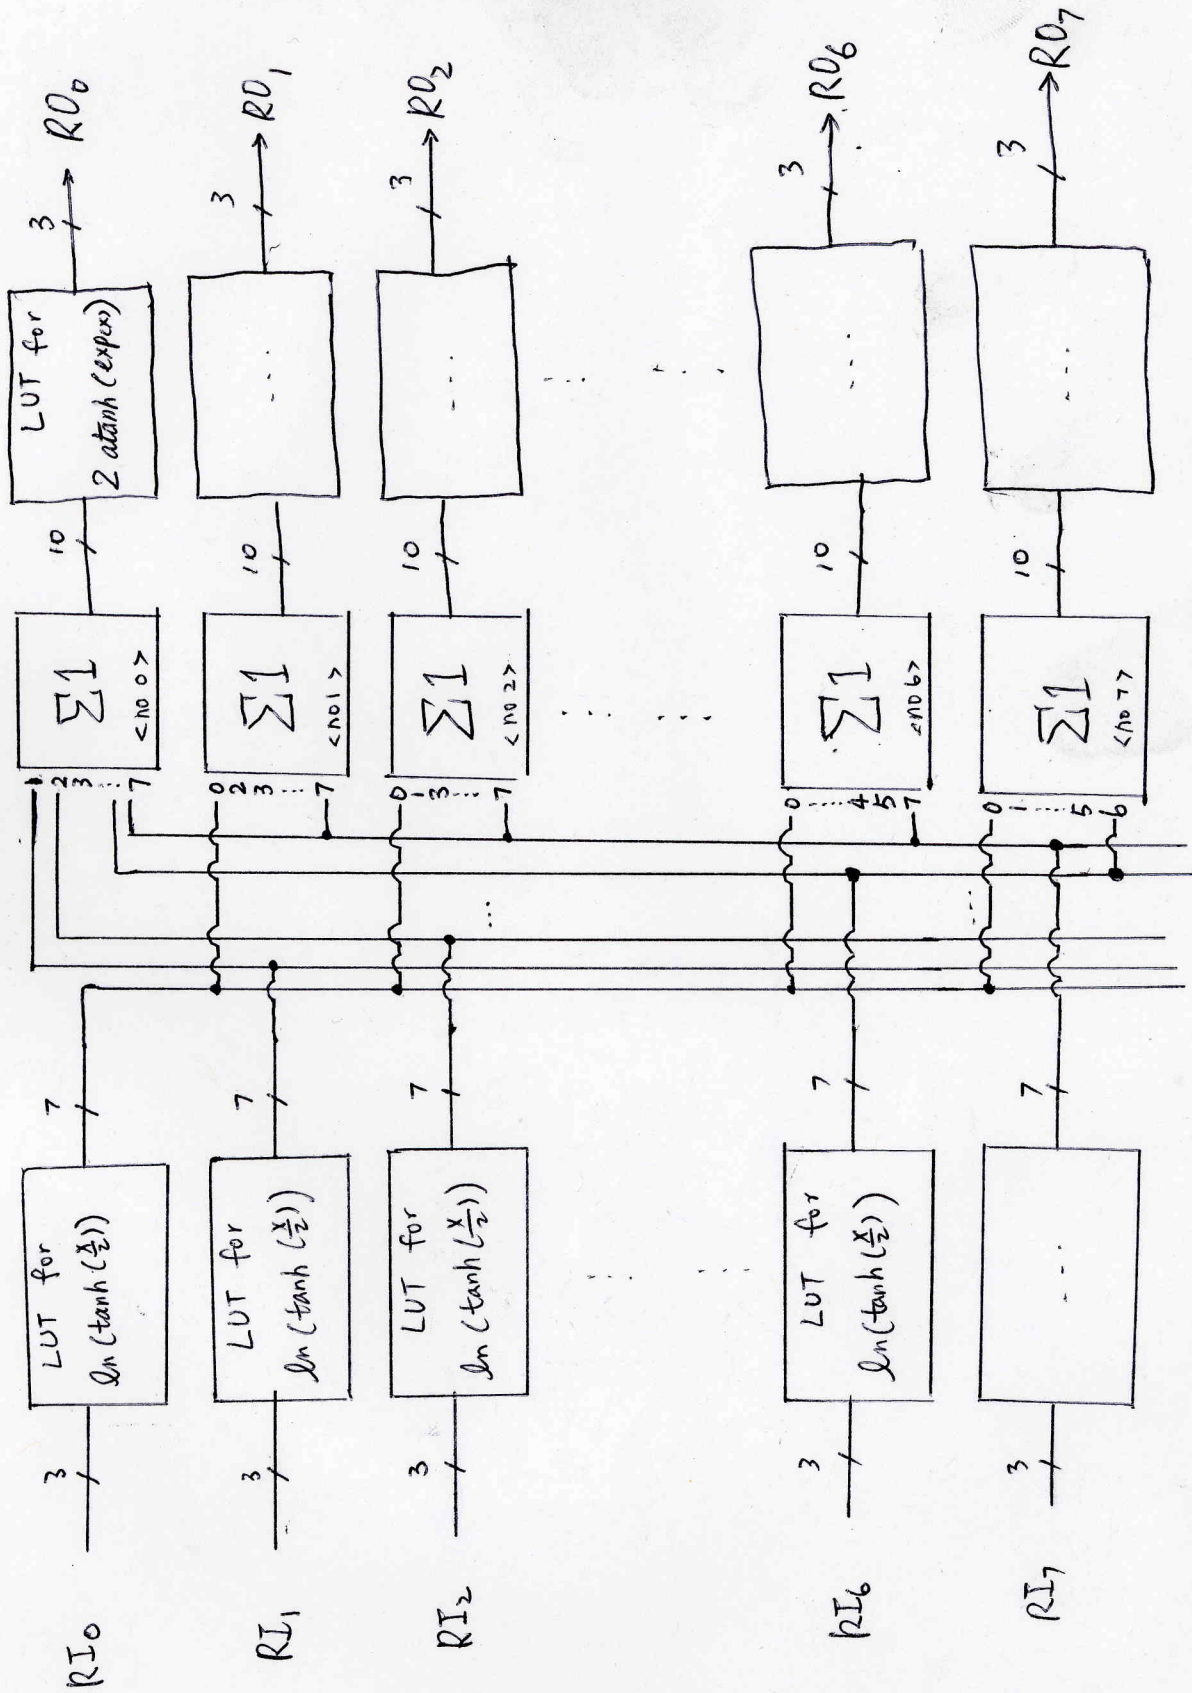 RI0 3 LUT for ln(tanh(x/2)) 7 1 2 3 ... 7 Σ1 <no 0> 10 LUT for 2 atanh(exp(x)) 3 RO0
RI1 3 LUT for ln(tanh(x/2)) 7 0 2 3 ... 7 Σ1 <no 1> 10 ... 3 RO1
RI2 3 LUT for ln(tanh(x/2)) 7 0 1 3 ... 7 Σ1 <no 2> 10 ... 3 RO2
RI6 3 LUT for ln(tanh(x/2)) 7 0 ... 4 5 7 Σ1 <no 6> 10 ... 3 RO6
RI7 3 ... 7 0 1 ... 5 6 Σ1 <no 7> 10 ... 3 RO7